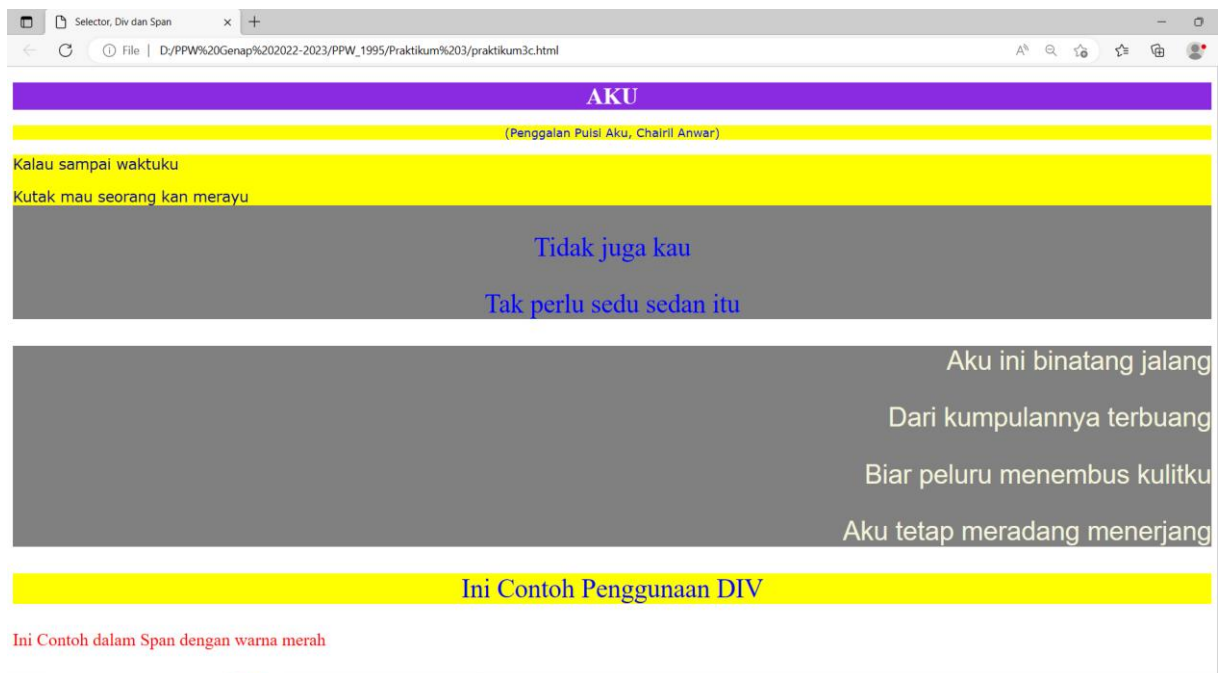 Selector, Div dan Span
File | D:/PPW%20Genap%202022-2023/PPW_1995/Praktikum%203/praktikum3c.html
AKU
(Penggalan Puisi Aku, Chairil Anwar)
Kalau sampai waktuku
Kutak mau seorang kan merayu
Tidak juga kau
Tak perlu sedu sedan itu
Aku ini binatang jalang
Dari kumpulannya terbuang
Biar peluru menembus kulitku
Aku tetap meradang menerjang
Ini Contoh Penggunaan DIV
Ini Contoh dalam Span dengan warna merah